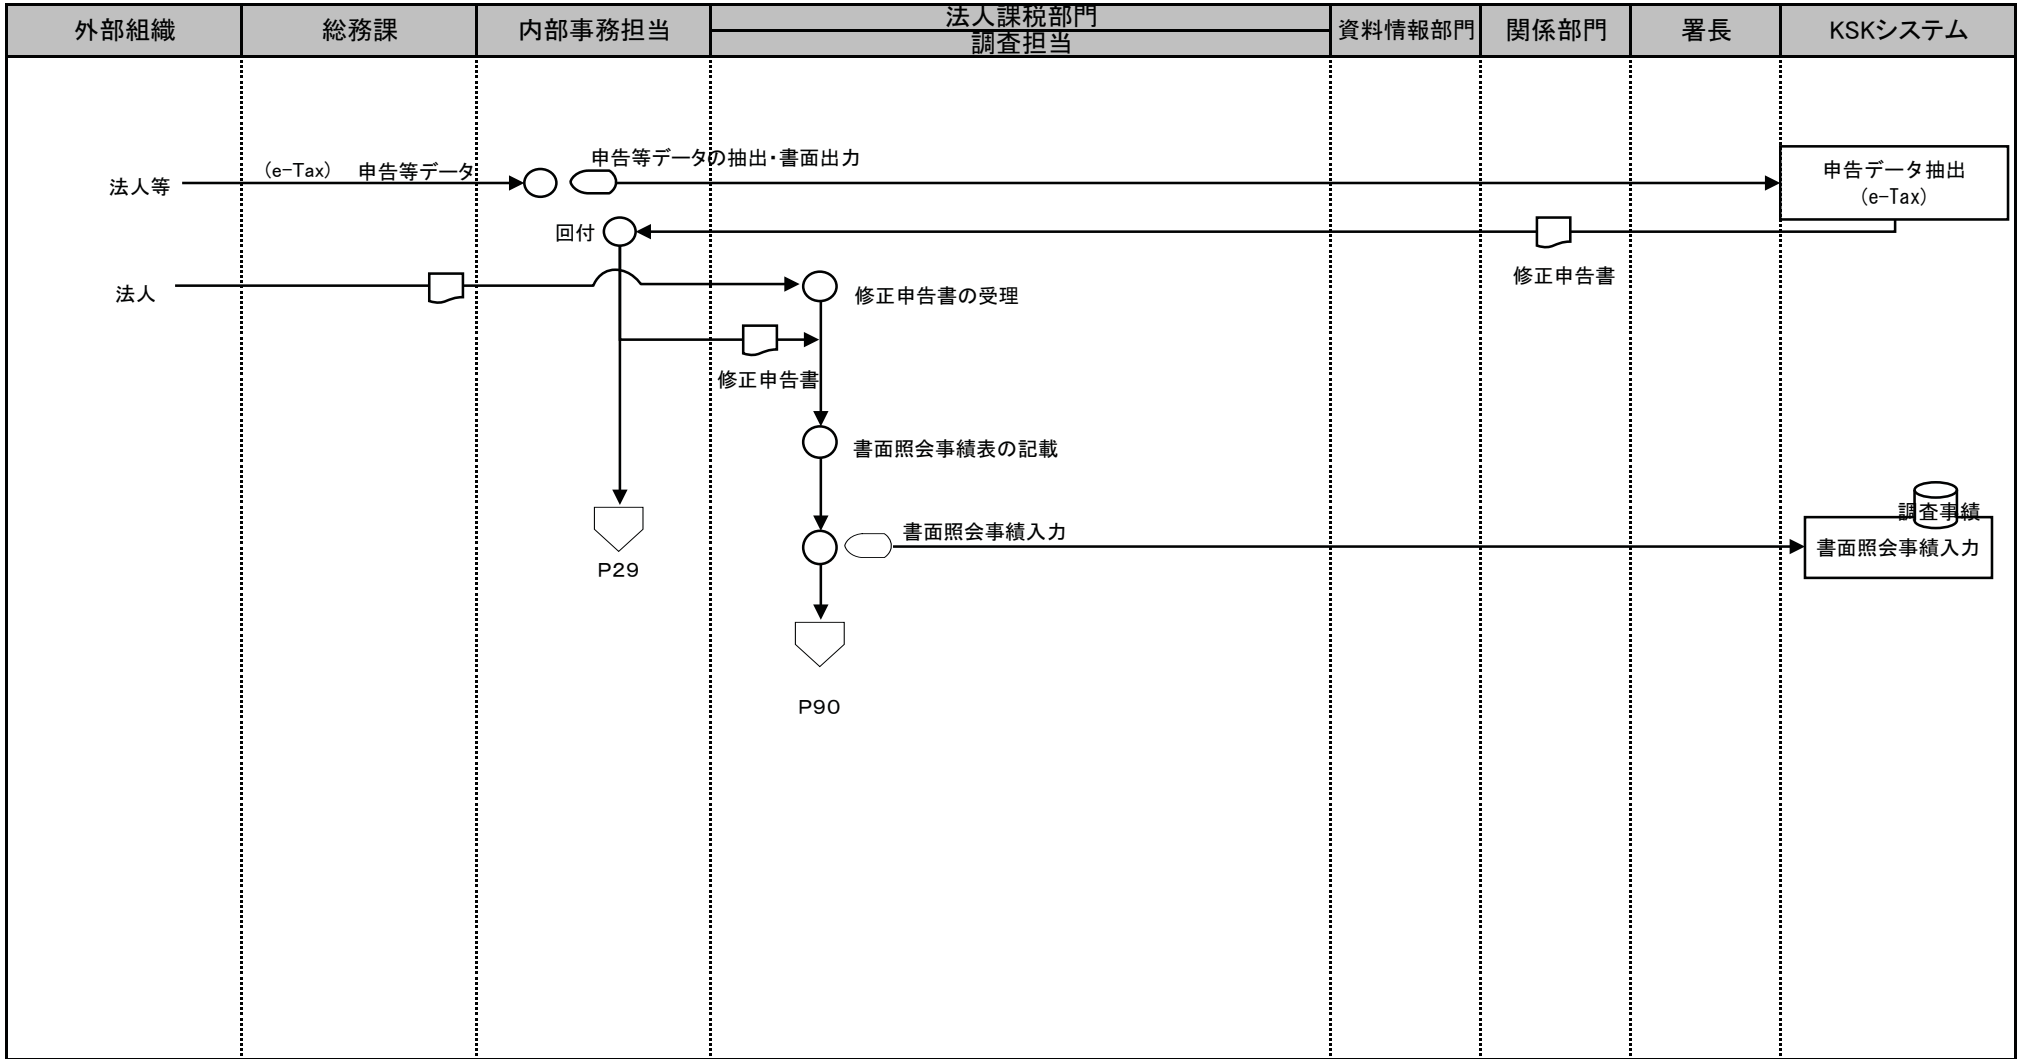 外部組織
総務課
内部事務担当
法人課税部門
調査担当
資料情報部門
関係部門
署長
KSKシステム
申告等データの抽出・書面出力
法人等
（e-Tax）　申告等データ
申告データ抽出
（e-Tax）
回付
修正申告書
法人
修正申告書の受理
修正申告書
書面照会事績表の記載
調査事績
書面照会事績入力
書面照会事績入力
P29
P90